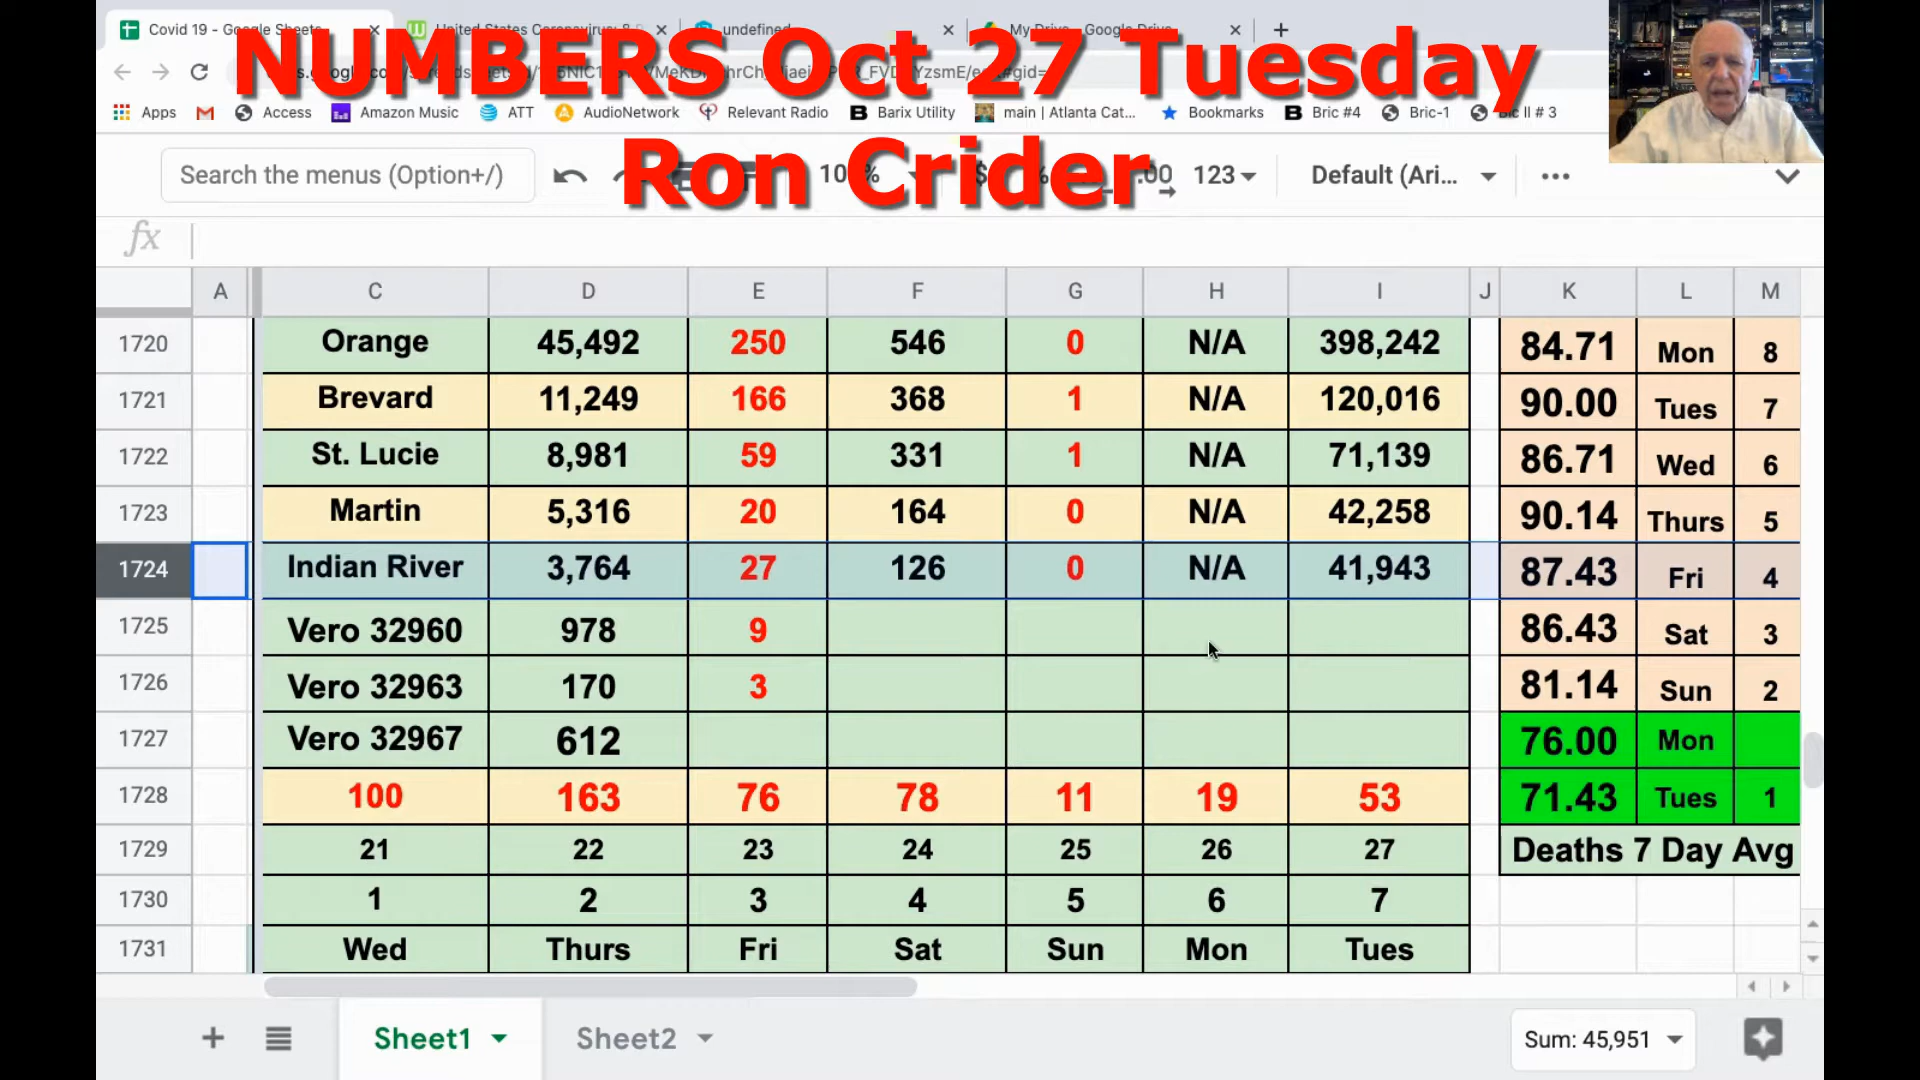 Covid 19 - Google Sheets
United States Coronavirus: 8
undefined
My Drive - Google Drive
NUMBERS Oct 27 Tuesday
Apps Access Amazon Music ATT AudioNetwork Relevant Radio Barix Utility main | Atlanta Cat... Bookmarks Bric #4 Bric-1 Bric II # 3
Ron Crider
Search the menus (Option+/) .00 123 Default (Ari...
fx
A C D E F G H I J K L M
1720 Orange 45,492 250 546 0 N/A 398,242 84.71 Mon 8
1721 Brevard 11,249 166 368 1 N/A 120,016 90.00 Tues 7
1722 St. Lucie 8,981 59 331 1 N/A 71,139 86.71 Wed 6
1723 Martin 5,316 20 164 0 N/A 42,258 90.14 Thurs 5
1724 Indian River 3,764 27 126 0 N/A 41,943 87.43 Fri 4
1725 Vero 32960 978 9 86.43 Sat 3
1726 Vero 32963 170 3 81.14 Sun 2
1727 Vero 32967 612 76.00 Mon
1728 100 163 76 78 11 19 53 71.43 Tues 1
1729 21 22 23 24 25 26 27 Deaths 7 Day Avg
1730 1 2 3 4 5 6 7
1731 Wed Thurs Fri Sat Sun Mon Tues
Sheet1 Sheet2 Sum: 45,951